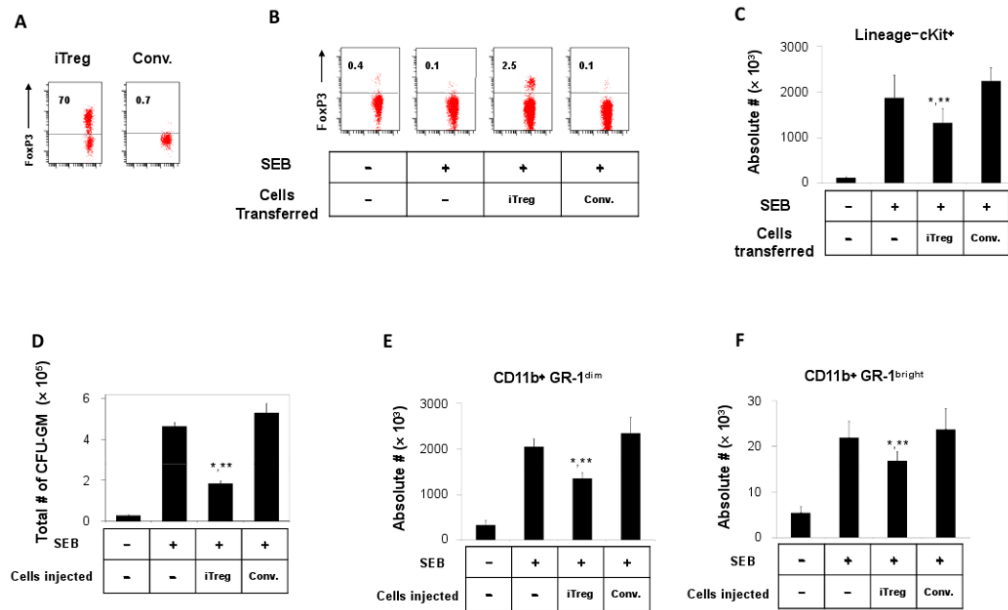 A
iTreg Conv.
70 0.7
FoxP3
B
0.4 0.1 2.5 0.1
FoxP3
SEB - + + +
Cells Transferred - - iTreg Conv.
C
Lineage−cKit+
Absolute # (× 10³)
3000
2000
1000
0
*,**
SEB − + + +
Cells transferred - - iTreg Conv.
D
Total # of CFU-GM (× 10⁵)
6
4
2
0
*,**
SEB − + + +
Cells injected - - iTreg Conv.
E
CD11b+ GR-1ᵈⁱᵐ
Absolute # (× 10³)
3000
2000
1000
0
*,**
SEB − + + +
Cells injected - - iTreg Conv.
F
CD11b+ GR-1ᵇʳⁱᵍʰᵗ
Absolute # (× 10³)
30
20
10
0
*,**
SEB − + + +
Cells injected − − iTreg Conv.